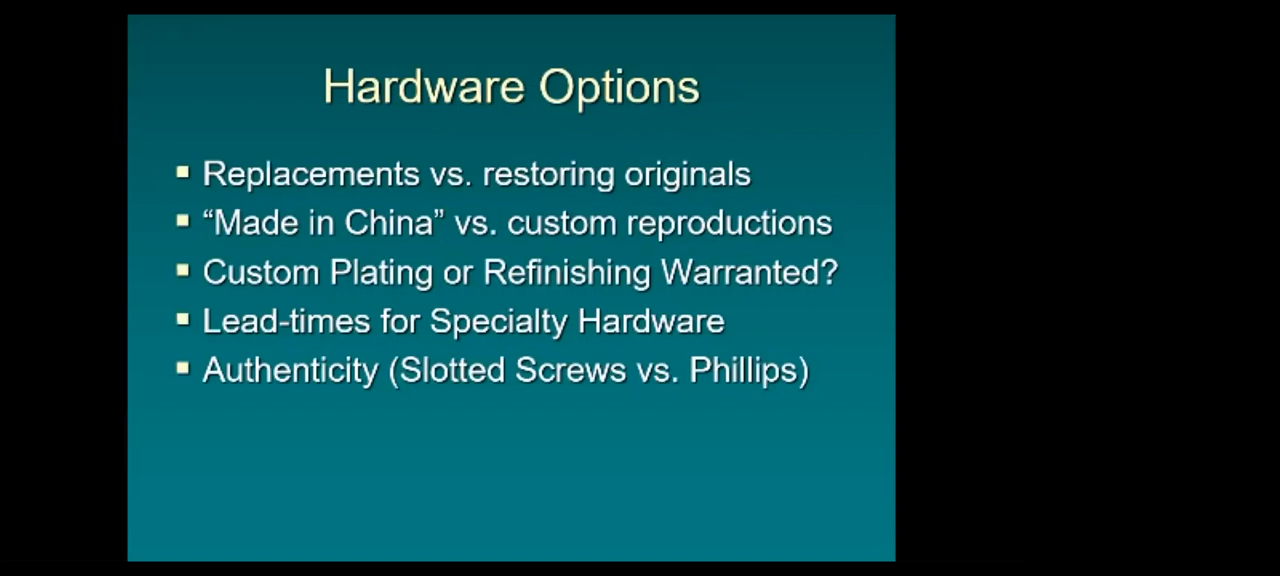 Hardware Options
Replacements vs. restoring originals
“Made in China” vs. custom reproductions
Custom Plating or Refinishing Warranted?
Lead-times for Specialty Hardware
Authenticity (Slotted Screws vs. Phillips)